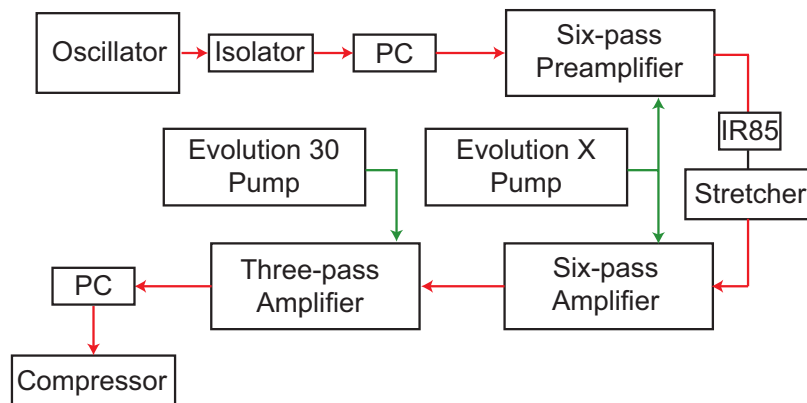 Oscillator
Isolator
PC
Six-pass
Preamplifier
IR85
Evolution 30
Pump
Evolution X
Pump
Stretcher
PC
Three-pass
Amplifier
Six-pass
Amplifier
Compressor